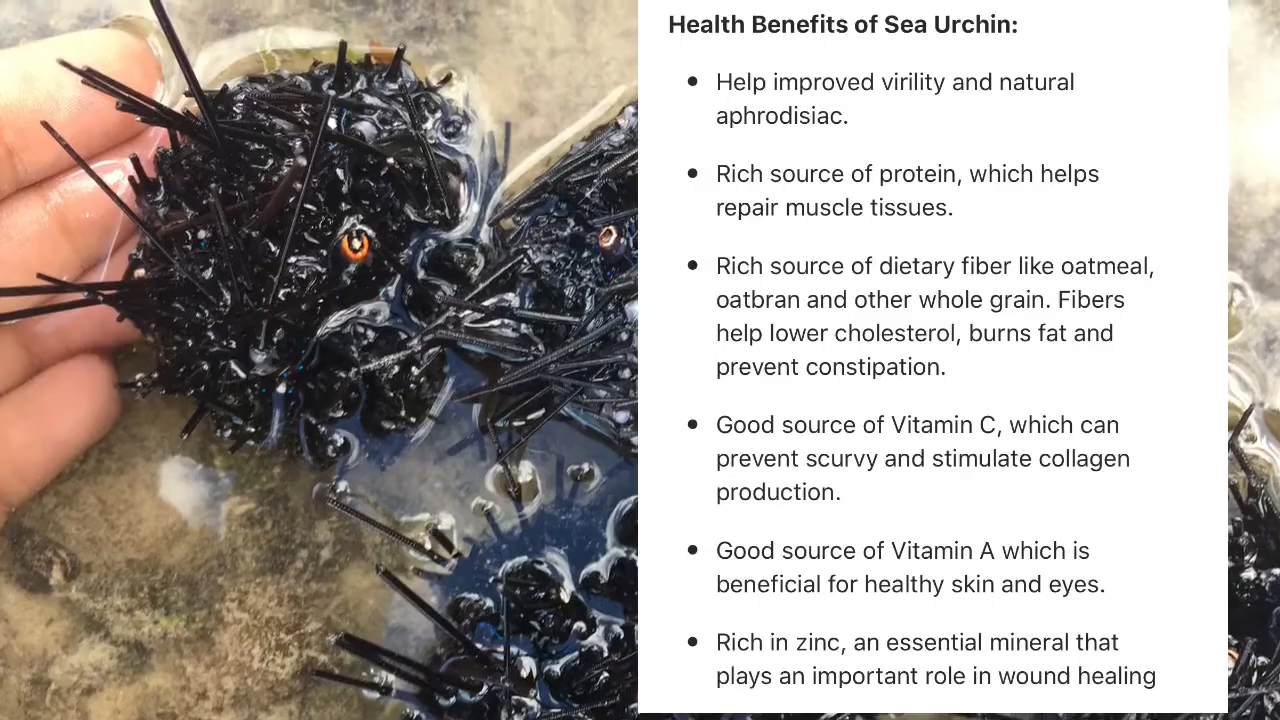 Health Benefits of Sea Urchin:
• Help improved virility and natural
aphrodisiac.
• Rich source of protein, which helps
repair muscle tissues.
• Rich source of dietary fiber like oatmeal,
oatbran and other whole grain. Fibers
help lower cholesterol, burns fat and
prevent constipation.
• Good source of Vitamin C, which can
prevent scurvy and stimulate collagen
production.
• Good source of Vitamin A which is
beneficial for healthy skin and eyes.
• Rich in zinc, an essential mineral that
plays an important role in wound healing